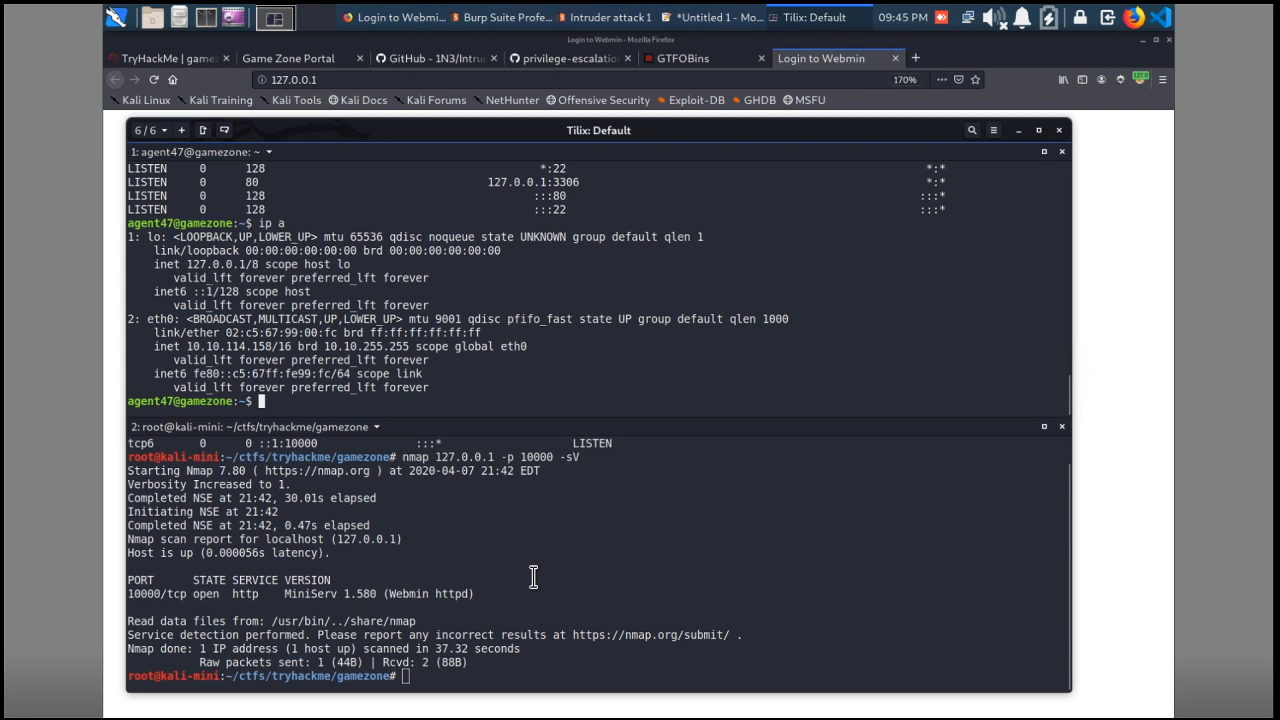 Login to Webmi... Burp Suite Profe... Intruder attack 1 *Untitled 1 - Mo... Tilix: Default 09:45 PM
Login to Webmin - Mozilla Firefox
TryHackMe | game Game Zone Portal GitHub - 1N3/Intruc privilege-escalatio GTFOBins Login to Webmin
127.0.0.1 170%
Kali Linux Kali Training Kali Tools Kali Docs Kali Forums NetHunter Offensive Security Exploit-DB GHDB MSFU
6 / 6 Tilix: Default
1: agent47@gamezone: ~
LISTEN 0 128 *:22 *:*
LISTEN 0 80 127.0.0.1:3306 *:*
LISTEN 0 128 :::80 :::*
LISTEN 0 128 :::22 :::*
agent47@gamezone:~$ ip a
1: lo: <LOOPBACK,UP,LOWER_UP> mtu 65536 qdisc noqueue state UNKNOWN group default qlen 1
link/loopback 00:00:00:00:00:00 brd 00:00:00:00:00:00
inet 127.0.0.1/8 scope host lo
valid_lft forever preferred_lft forever
inet6 ::1/128 scope host
valid_lft forever preferred_lft forever
2: eth0: <BROADCAST,MULTICAST,UP,LOWER_UP> mtu 9001 qdisc pfifo_fast state UP group default qlen 1000
link/ether 02:c5:67:99:00:fc brd ff:ff:ff:ff:ff:ff
inet 10.10.114.158/16 brd 10.10.255.255 scope global eth0
valid_lft forever preferred_lft forever
inet6 fe80::c5:67ff:fe99:fc/64 scope link
valid_lft forever preferred_lft forever
agent47@gamezone:~$
2: root@kali-mini: ~/ctfs/tryhackme/gamezone
tcp6 0 0 ::1:10000 :::* LISTEN
root@kali-mini:~/ctfs/tryhackme/gamezone# nmap 127.0.0.1 -p 10000 -sV
Starting Nmap 7.80 ( https://nmap.org ) at 2020-04-07 21:42 EDT
Verbosity Increased to 1.
Completed NSE at 21:42, 30.01s elapsed
Initiating NSE at 21:42
Completed NSE at 21:42, 0.47s elapsed
Nmap scan report for localhost (127.0.0.1)
Host is up (0.000056s latency).
PORT STATE SERVICE VERSION
10000/tcp open http MiniServ 1.580 (Webmin httpd)
Read data files from: /usr/bin/../share/nmap
Service detection performed. Please report any incorrect results at https://nmap.org/submit/ .
Nmap done: 1 IP address (1 host up) scanned in 37.32 seconds
Raw packets sent: 1 (44B) | Rcvd: 2 (88B)
root@kali-mini:~/ctfs/tryhackme/gamezone#